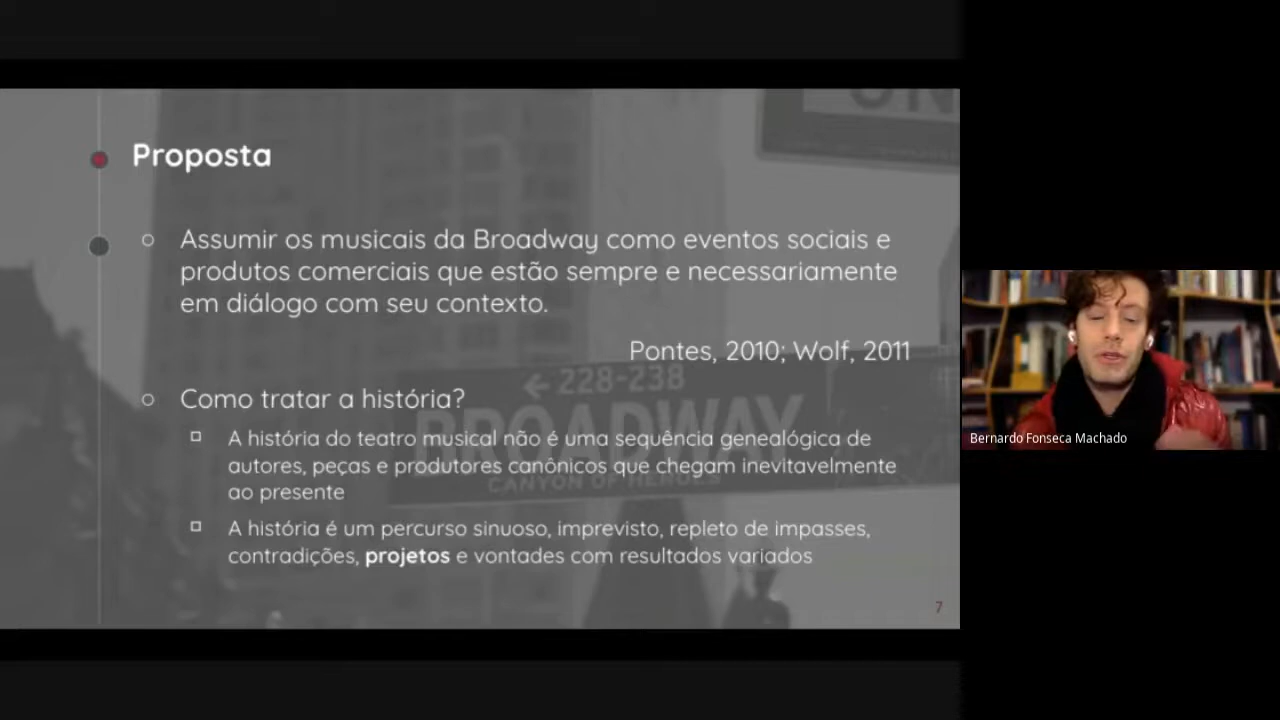 ON
Proposta
○ Assumir os musicais da Broadway como eventos sociais e
produtos comerciais que estão sempre e necessariamente
em diálogo com seu contexto.
Pontes, 2010; Wolf, 2011
← 228-238
BROADWAY
CANYON OF HEROES
○ Como tratar a história?
□ A história do teatro musical não é uma sequência genealógica de
autores, peças e produtores canônicos que chegam inevitavelmente
ao presente
□ A história é um percurso sinuoso, imprevisto, repleto de impasses,
contradições, projetos e vontades com resultados variados
7
Bernardo Fonseca Machado